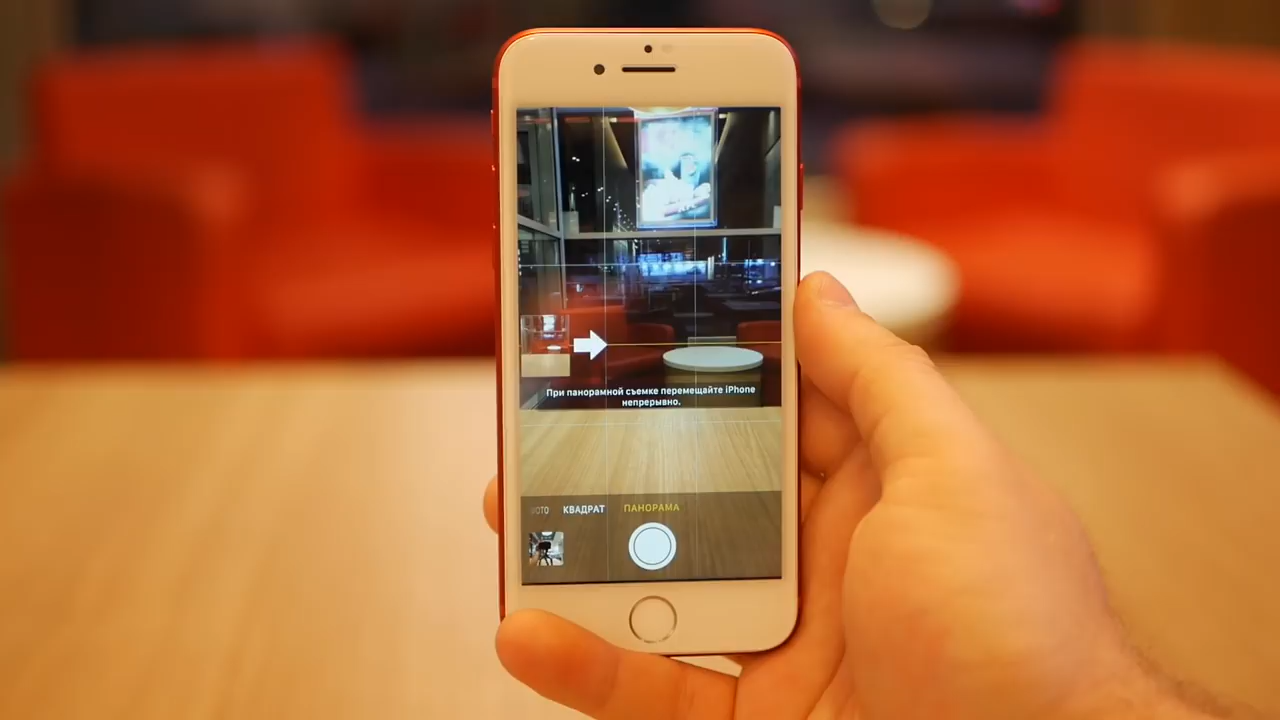 При панорамной съемке перемещайте iPhone
непрерывно.
КВАДРАТ ПАНОРАМА